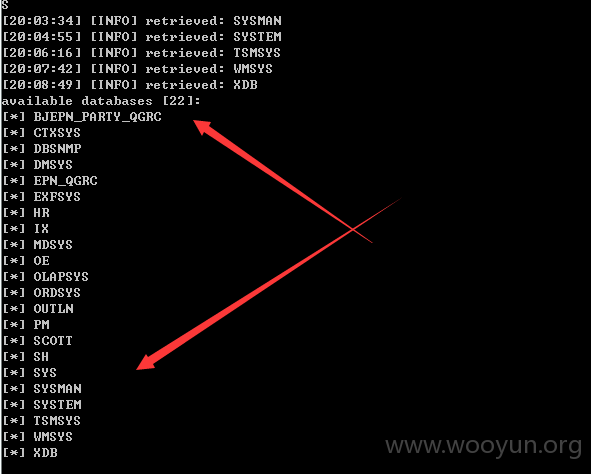 S
[20:03:34] [INFO] retrieved: SYSMAN
[20:04:55] [INFO] retrieved: SYSTEM
[20:06:16] [INFO] retrieved: TSMSYS
[20:07:42] [INFO] retrieved: WMSYS
[20:08:49] [INFO] retrieved: XDB
available databases [22]:
[*] BJEPN_PARTY_QGRC
[*] CTXSYS
[*] DBSNMP
[*] DMSYS
[*] EPN_QGRC
[*] EXFSYS
[*] HR
[*] IX
[*] MDSYS
[*] OE
[*] OLAPSYS
[*] ORDSYS
[*] OUTLN
[*] PM
[*] SCOTT
[*] SH
[*] SYS
[*] SYSMAN
[*] SYSTEM
[*] TSMSYS
[*] WMSYS
[*] XDB
www.wooyun.org